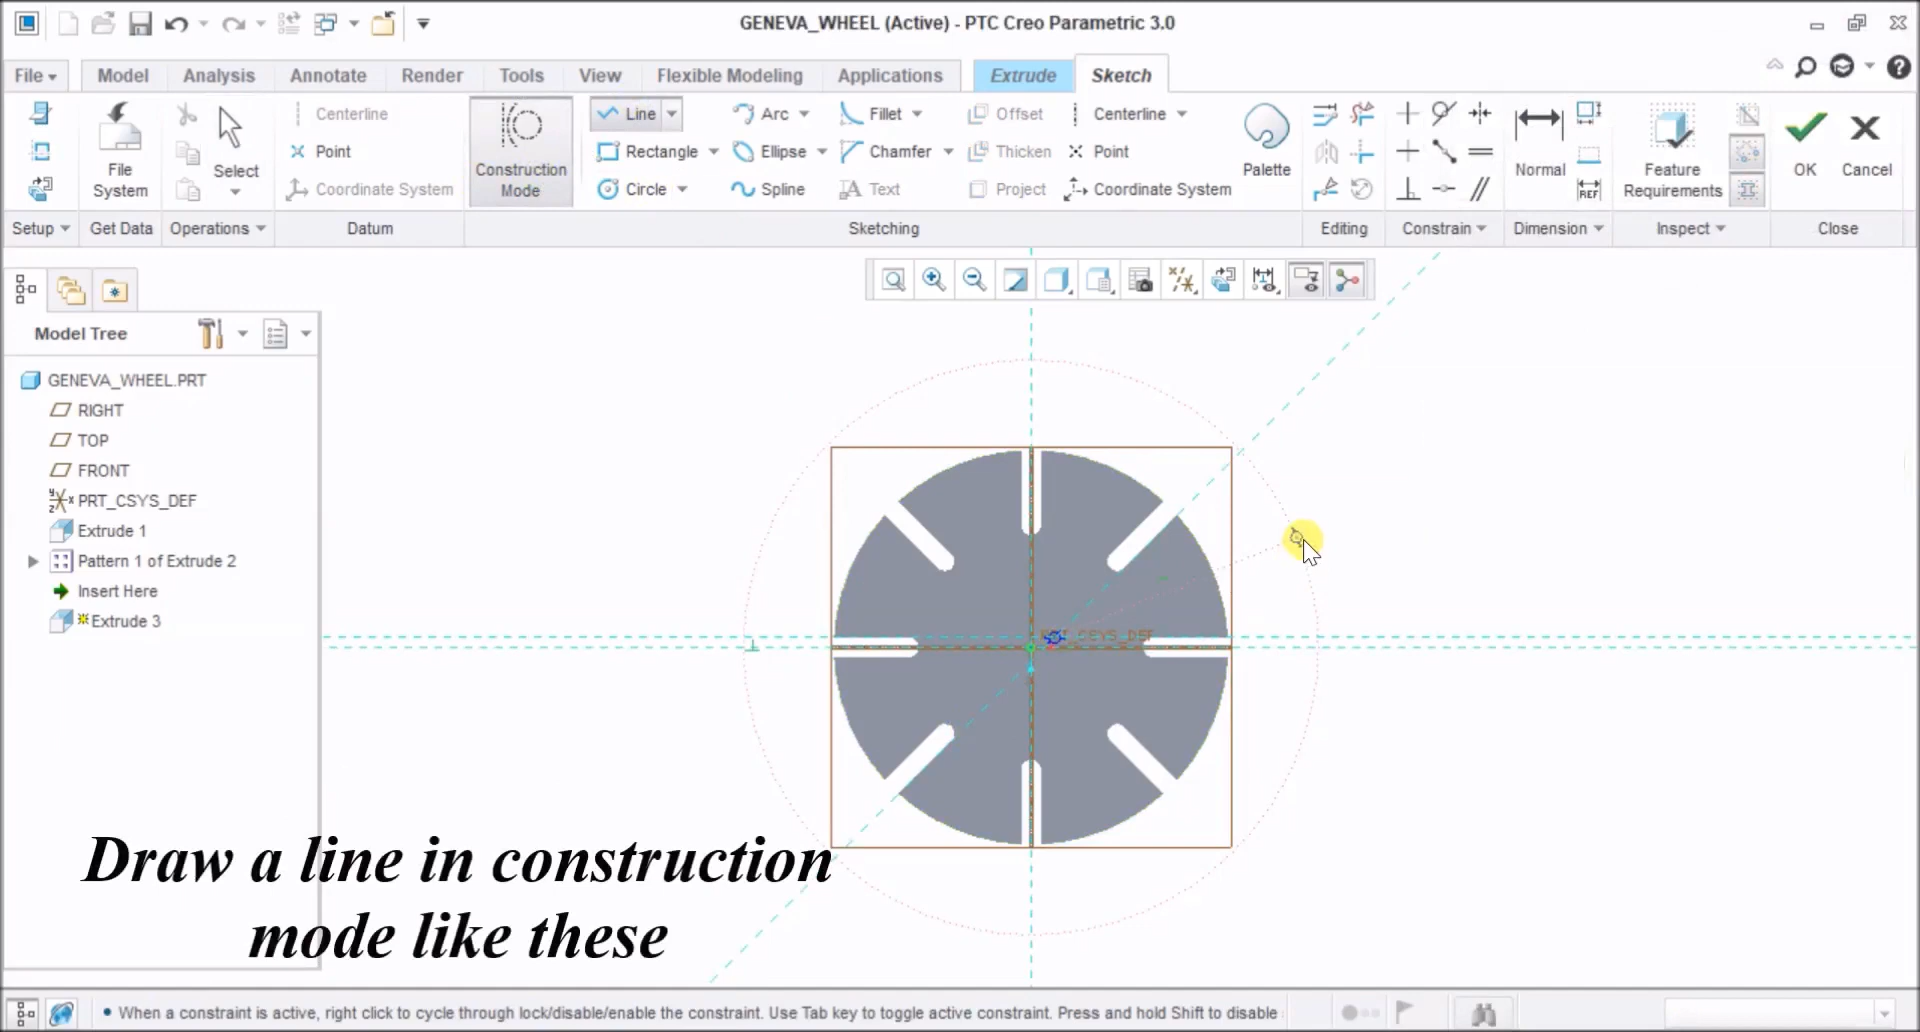 GENEVA_WHEEL (Active) - PTC Creo Parametric 3.0
File Model Analysis Annotate Render Tools View Flexible Modeling Applications Extrude Sketch
Centerline Line Arc Fillet Offset Centerline
Point Rectangle Ellipse Chamfer Thicken Point
File System Select Construction Mode Palette Normal Feature Requirements OK Cancel
Coordinate System Circle Spline Text Project Coordinate System REF
Setup Get Data Operations Datum Sketching Editing Constrain Dimension Inspect Close
Model Tree
GENEVA_WHEEL.PRT
RIGHT
TOP
FRONT
PRT_CSYS_DEF
Extrude 1
Pattern 1 of Extrude 2
Insert Here
Extrude 3
Draw a line in construction
mode like these
When a constraint is active, right click to cycle through lock/disable/enable the constraint. Use Tab key to toggle active constraint. Press and hold Shift to disable